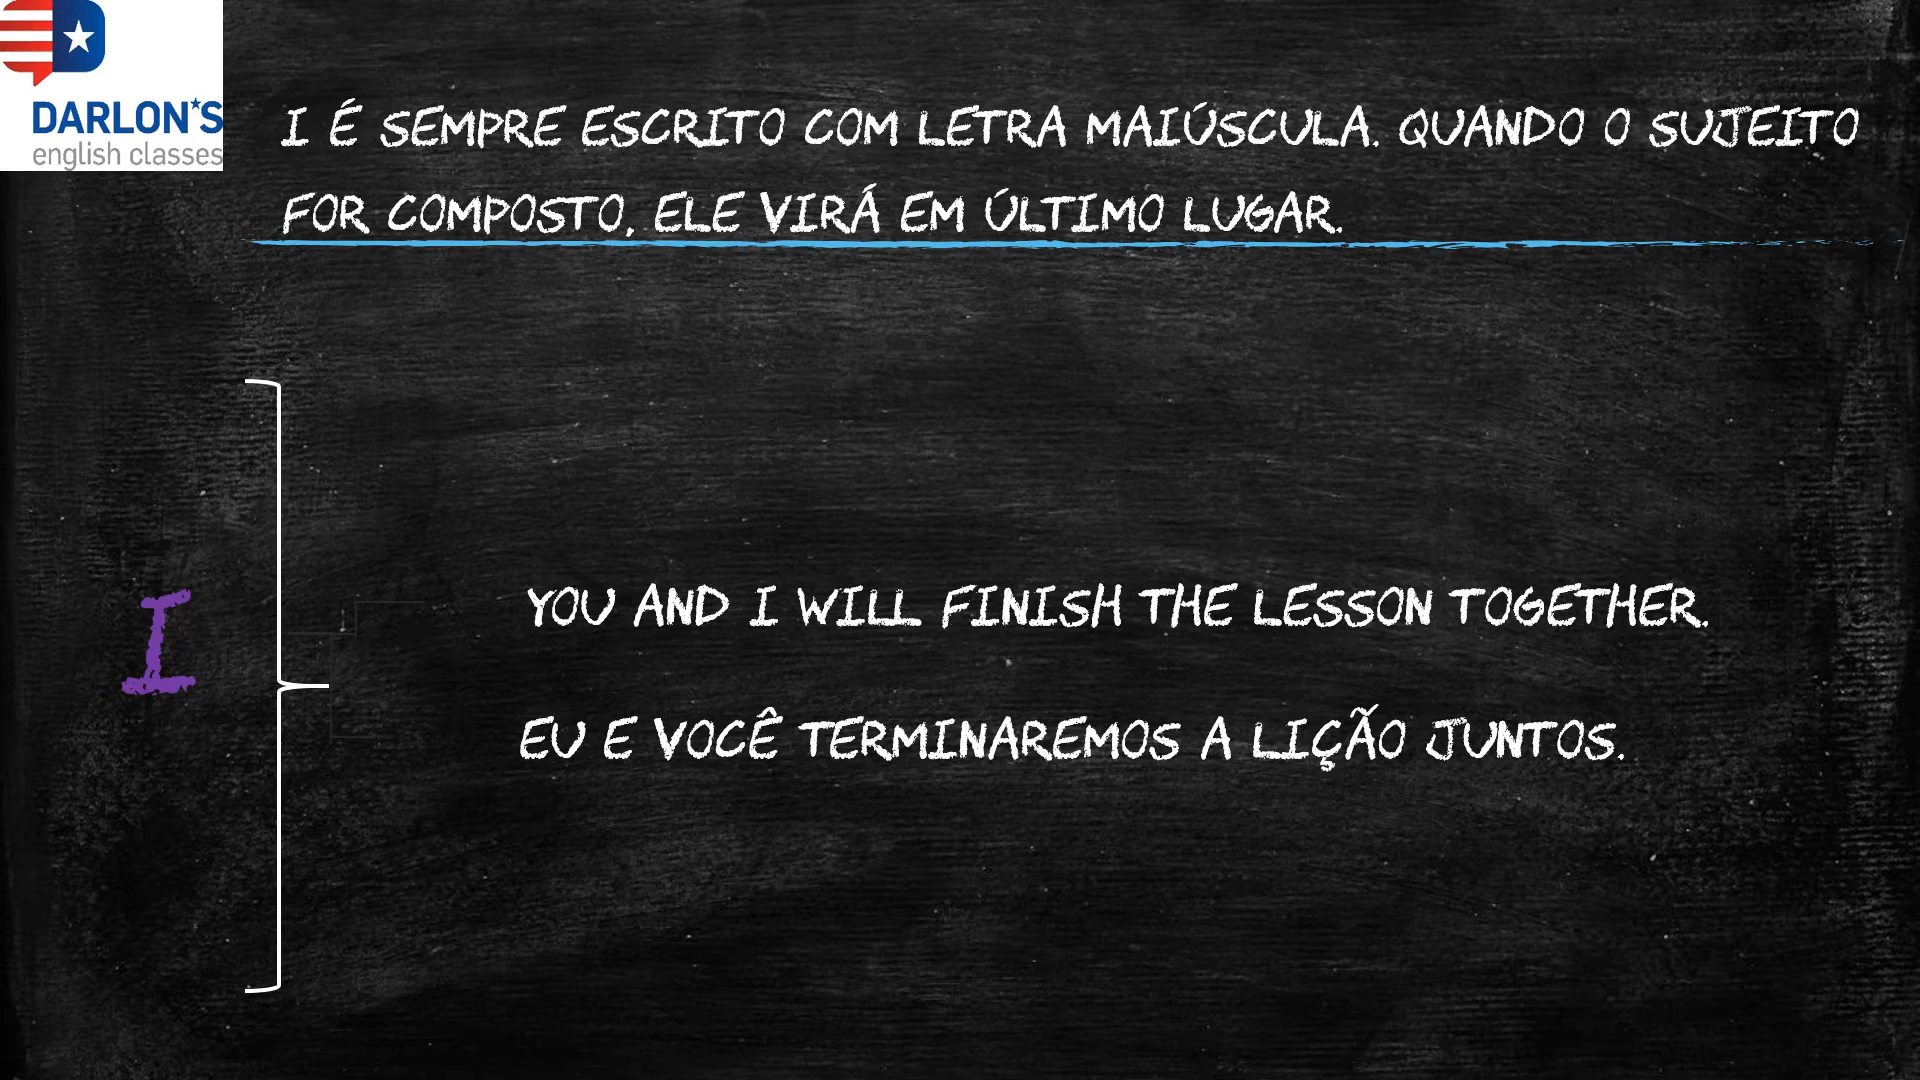 DARLON'S
english classes
I É SEMPRE ESCRITO COM LETRA MAIÚSCULA. QUANDO O SUJEITO
FOR COMPOSTO, ELE VIRÁ EM ÚLTIMO LUGAR.
I
YOU AND I WILL FINISH THE LESSON TOGETHER.
EU E VOCÊ TERMINAREMOS A LIÇÃO JUNTOS.